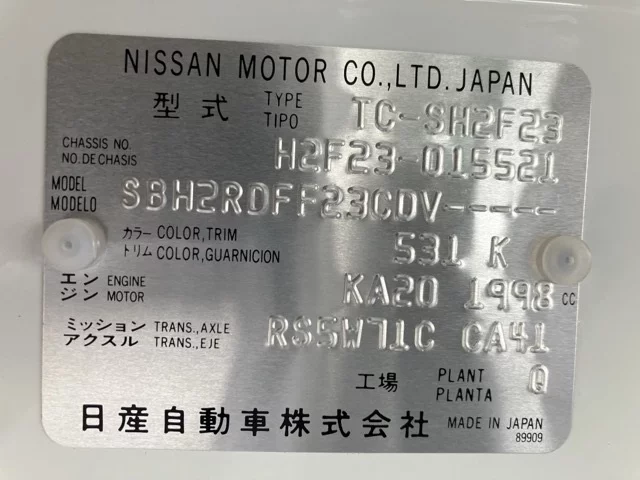 NISSAN MOTOR CO.,LTD. JAPAN
型式 TYPE TIPO TC-SH2F23
CHASSIS NO. NO. DE CHASIS H2F23-015521
MODEL MODELO SBH2RDFF23CDV-----
カラー COLOR,TRIM
トリム COLOR,GUARNICION 531 K
エンジン ENGINE MOTOR KA20 1998 CC
ミッション TRANS.,AXLE
アクスル TRANS.,EJE RS5W71C CA41
工場 PLANT PLANTA Q
日産自動車株式会社 MADE IN JAPAN
89909